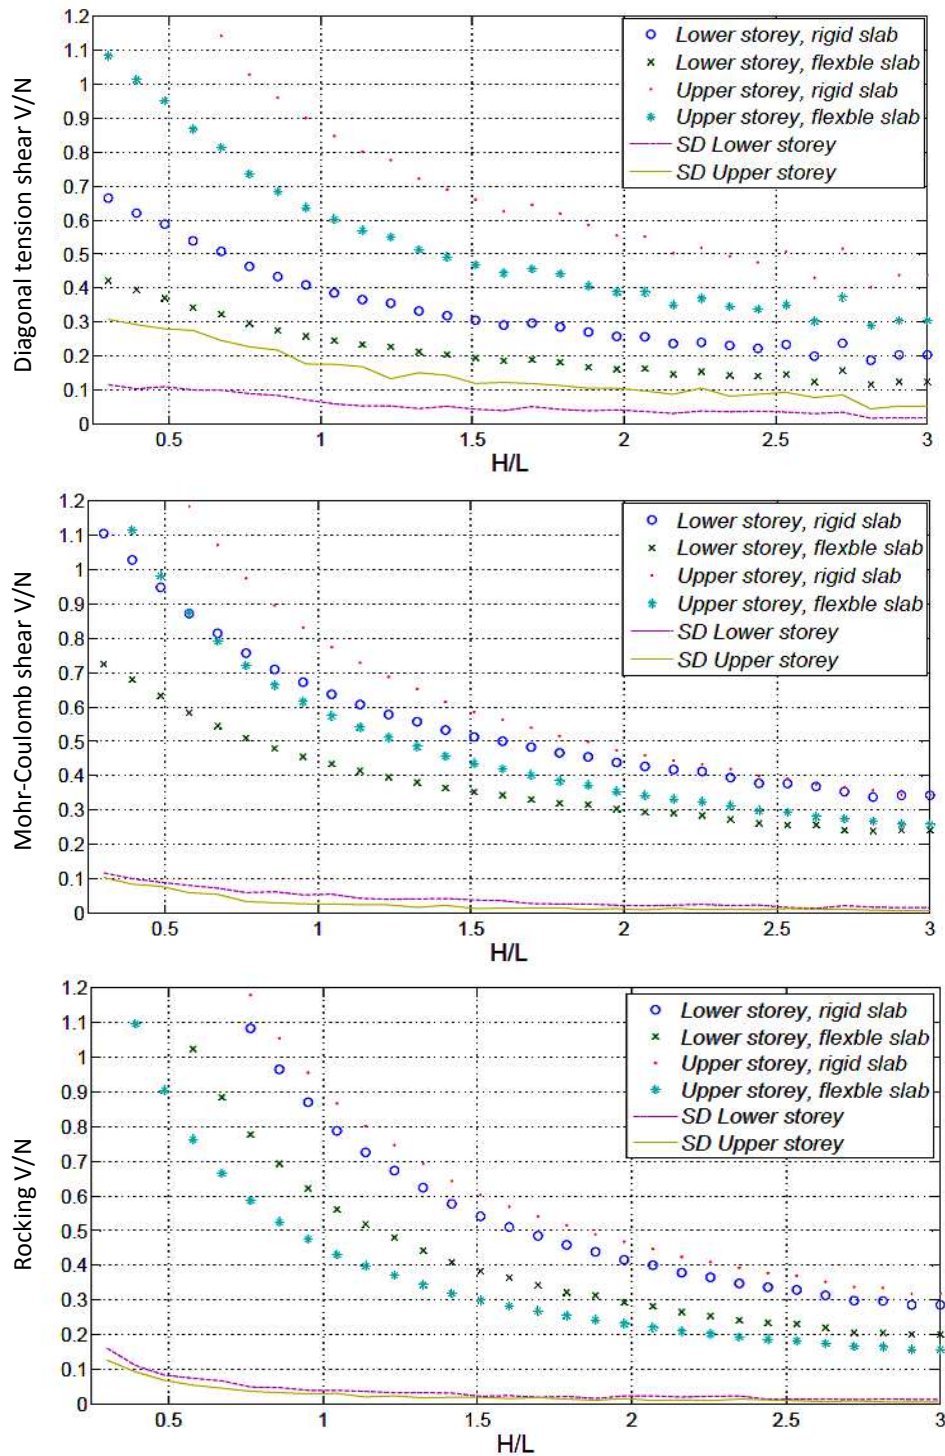 Diagonal tension shear V/N
1.2
1.1
1
0.9
0.8
0.7
0.6
0.5
0.4
0.3
0.2
0.1
0
Lower storey, rigid slab
Lower storey, flexble slab
Upper storey, rigid slab
Upper storey, flexble slab
SD Lower storey
SD Upper storey
0.5 1 1.5 2 2.5 3
H/L
Mohr-Coulomb shear V/N
1.2
1.1
1
0.9
0.8
0.7
0.6
0.5
0.4
0.3
0.2
0.1
0
Lower storey, rigid slab
Lower storey, flexble slab
Upper storey, rigid slab
Upper storey, flexble slab
SD Lower storey
SD Upper storey
0.5 1 1.5 2 2.5 3
H/L
Rocking V/N
1.2
1.1
1
0.9
0.8
0.7
0.6
0.5
0.4
0.3
0.2
0.1
0
Lower storey, rigid slab
Lower storey, flexble slab
Upper storey, rigid slab
Upper storey, flexble slab
SD Lower storey
SD Upper storey
0.5 1 1.5 2 2.5 3
H/L